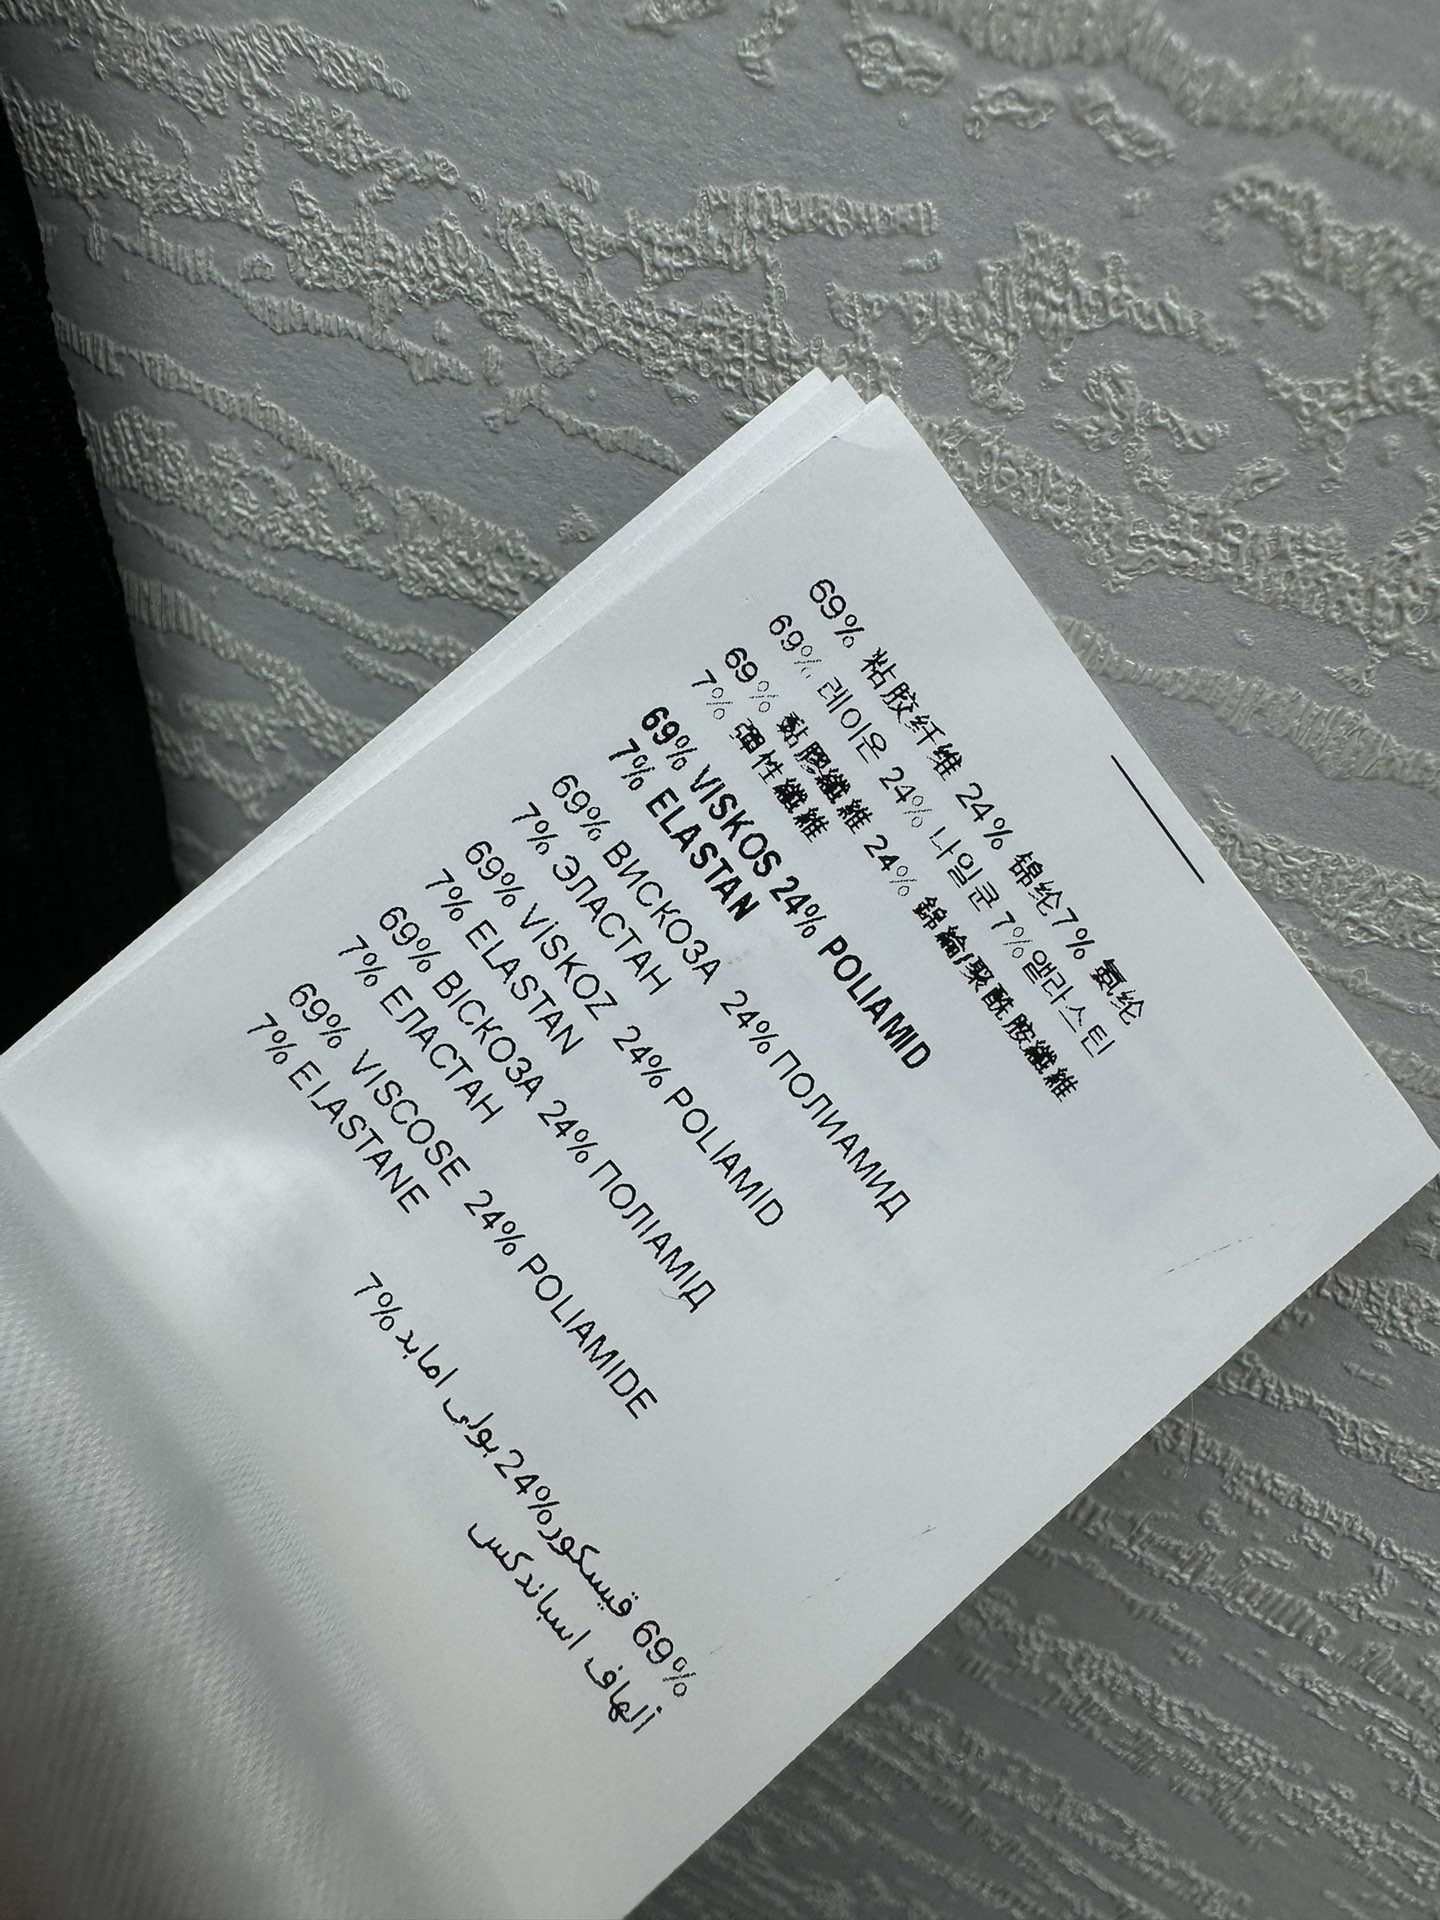 69% 粘胶纤维 24% 锦纶7% 氨纶
69% 레이온 24% 나일론 7%엘라스틴
69% 黏膠纖維 24% 錦綸/聚酰胺纖維
7% 彈性纖維
69% VISKOS 24% POLIAMID
7% ELASTAN
69% ВИСКОЗА 24% ПОЛИАМИД
7% ЭЛАСТАН
69% VİSKOZ 24% POLİAMİD
7% ELASTAN
69% ВІСКОЗА 24% ПОЛІАМІД
7% ЕЛАСТАН
69% VISCOSE 24% POLIAMIDE
7% ELASTANE
69% فيسكوز24% بولي امايد 7%
ألياف اسباندكس